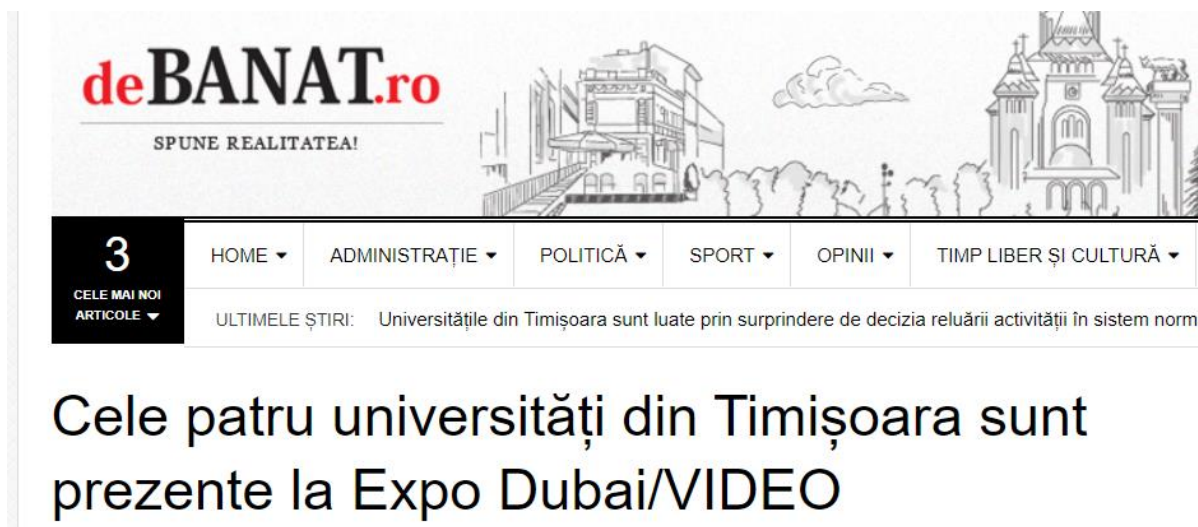 deBANAT.ro
SPUNE REALITATEA!
3
CELE MAI NOI
ARTICOLE
HOME ADMINISTRAȚIE POLITICĂ SPORT OPINII TIMP LIBER ȘI CULTURĂ
ULTIMELE ȘTIRI: Universitățile din Timișoara sunt luate prin surprindere de decizia reluării activității în sistem norm
Cele patru universități din Timișoara sunt
prezente la Expo Dubai/VIDEO